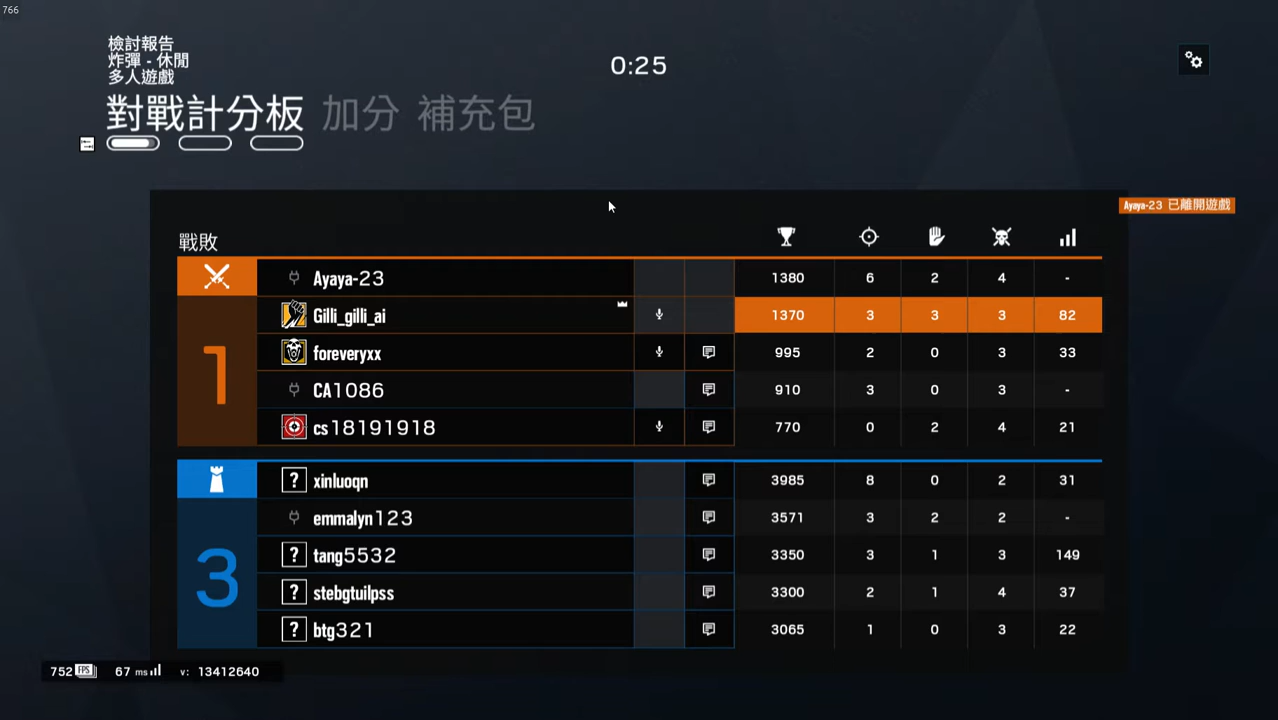 766
檢討報告
炸彈 - 休閒
多人遊戲
0:25
對戰計分板 加分 補充包
Ayaya-23 已離開遊戲
戰敗
Ayaya-23 1380 6 2 4 -
Gilli_gilli_ai 1370 3 3 3 82
1
foreveryxx 995 2 0 3 33
CA1086 910 3 0 3 -
cs18191918 770 0 2 4 21
? xinluoqn 3985 8 0 2 31
emmalyn123 3571 3 2 2 -
3
? tang5532 3350 3 1 3 149
? stebgtuilpss 3300 2 1 4 37
? btg321 3065 1 0 3 22
752 FPS 67 ms v: 13412640